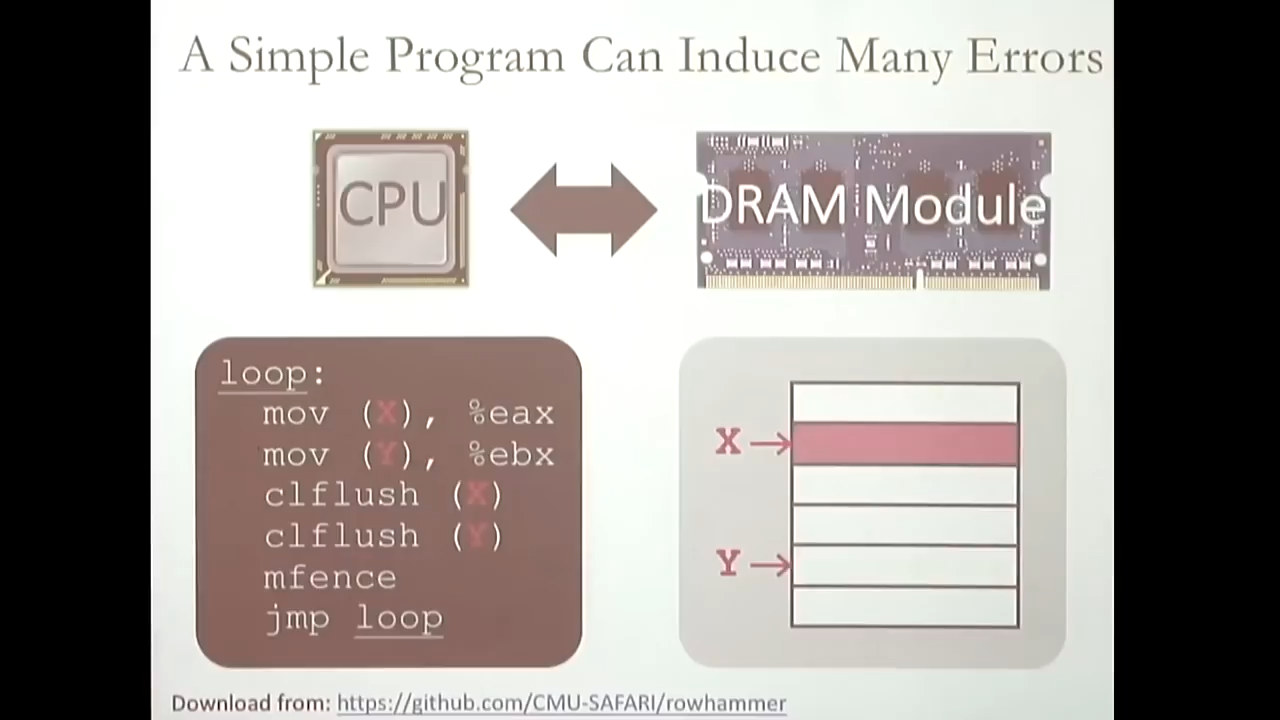 A Simple Program Can Induce Many Errors
CPU
DRAM Module
loop:
mov (X), %eax
mov (Y), %ebx
clflush (X)
clflush (Y)
mfence
jmp loop
X
Y
Download from: https://github.com/CMU-SAFARI/rowhammer